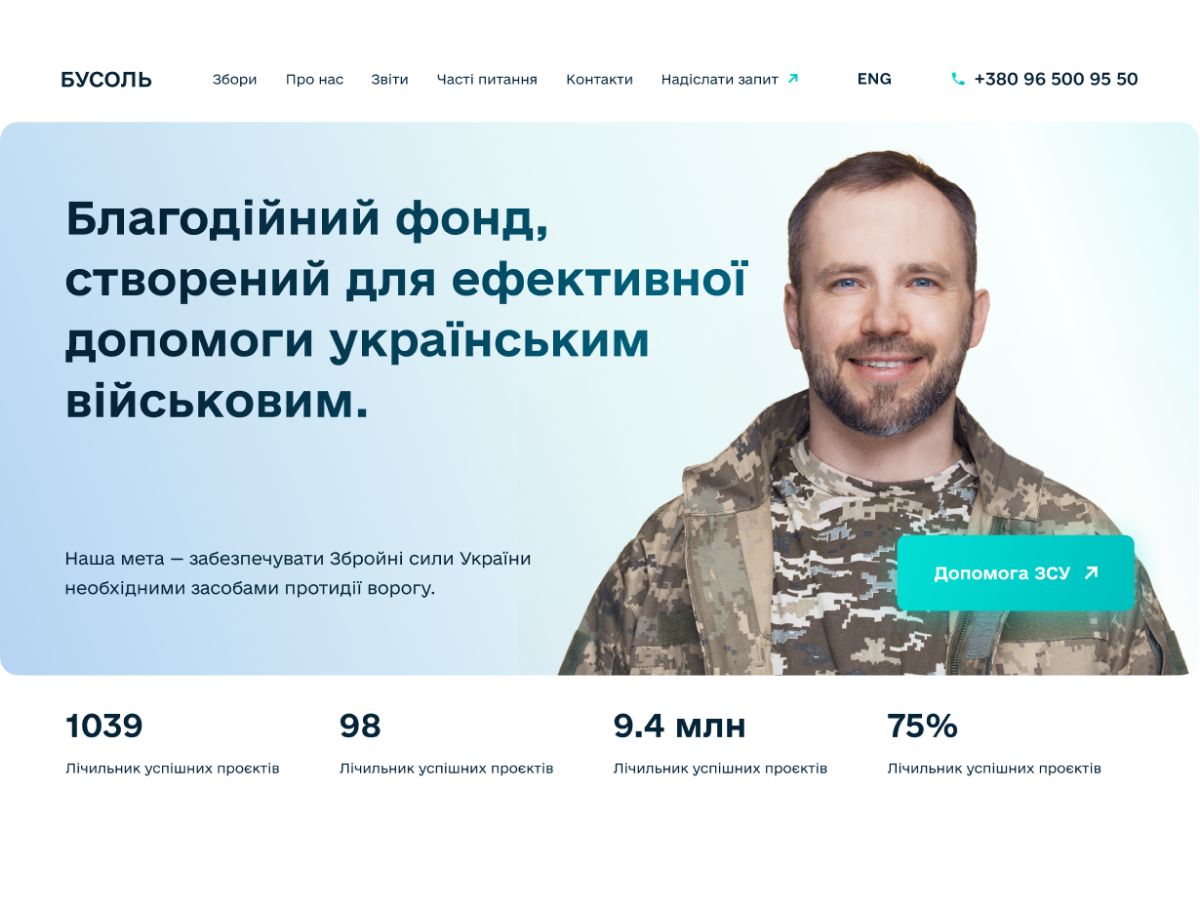 БУСОЛЬ
Збори
Про нас
Звіти
Часті питання
Контакти
Надіслати запит
ENG
+380 96 500 95 50
Благодійний фонд,
створений для ефективної
допомоги українським
військовим.
Наша мета — забезпечувати Збройні сили України
необхідними засобами протидії ворогу.
Допомога ЗСУ
1039
Лічильник успішних проєктів
98
Лічильник успішних проєктів
9.4 млн
Лічильник успішних проєктів
75%
Лічильник успішних проєктів